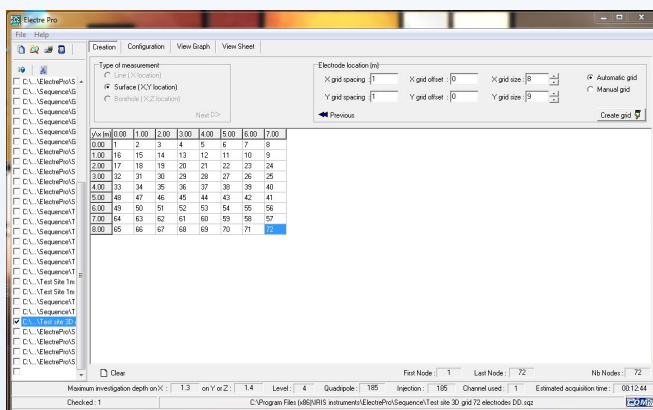 Electre Pro
File Help
Creation Configuration View Graph View Sheet
Type of measurement
Line (X location)
Surface (X,Y location)
Borehole (X,Z location)
Next
Electrode location (m)
X grid spacing : 1 X grid offset : 0 X grid size : 8
Y grid spacing : 1 Y grid offset : 0 Y grid size : 9
Automatic grid
Manual grid
Previous
Create grid
C:\...\ElectrePro\S
C:\...\Sequence\G
C:\...\Sequence\G
C:\...\Sequence\G
C:\...\Sequence\G
C:\...\ElectrePro\S
C:\...\ElectrePro\S
C:\...\ElectrePro\S
C:\...\ElectrePro\S
C:\...\ElectrePro\S
C:\...\ElectrePro\S
C:\...\Sequence\T
C:\...\Sequence\T
C:\...\Sequence\T
C:\...\Sequence\T
C:\...\Sequence\T
C:\...\Sequence\T
C:\...\Test Site 1m
C:\...\Test Site 1m
C:\...\Sequence\T
C:\...\Sequence\T
C:\...\Test site 3D
C:\...\ElectrePro\S
C:\...\ElectrePro\S
C:\...\ElectrePro\S
C:\...\ElectrePro\S
y\x (m) 0.00 1.00 2.00 3.00 4.00 5.00 6.00 7.00
0.00 1 2 3 4 5 6 7 8
1.00 16 15 14 13 12 11 10 9
2.00 17 18 19 20 21 22 23 24
3.00 32 31 30 29 28 27 26 25
4.00 33 34 35 36 37 38 39 40
5.00 48 47 46 45 44 43 42 41
6.00 49 50 51 52 53 54 55 56
7.00 64 63 62 61 60 59 58 57
8.00 65 66 67 68 69 70 71 72
Clear
First Node : 1 Last Node : 72 Nb Nodes : 72
Maximum investigation depth on X : 1.3 on Y or Z : 1.4 Level : 4 Quadripole : 185 Injection : 185 Channel used : 1 Estimated acquisition time : 00:12:44
Checked : 1 C:\Program Files (x86)\IRIS instruments\ElectrePro\Sequence\Test site 3D grid 72 electrodes DD.sqz